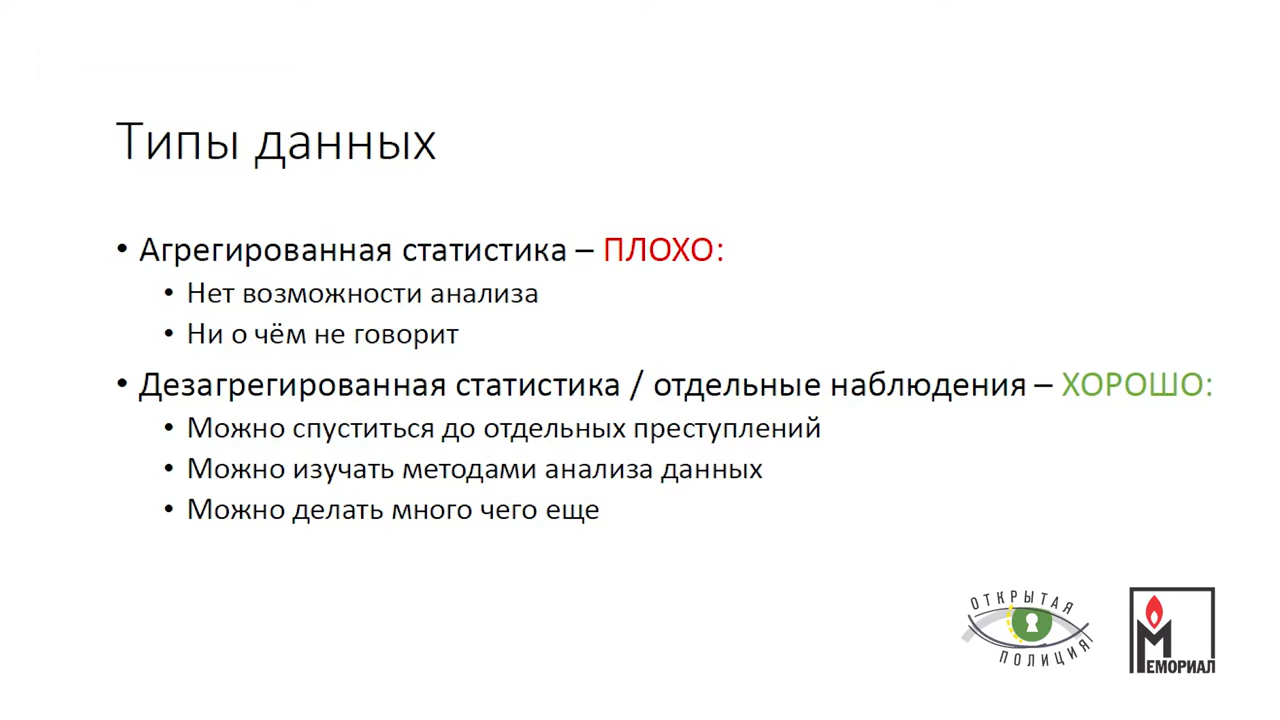 Типы данных
• Агрегированная статистика – ПЛОХО:
• Нет возможности анализа
• Ни о чём не говорит
• Дезагрегированная статистика / отдельные наблюдения – ХОРОШО:
• Можно спуститься до отдельных преступлений
• Можно изучать методами анализа данных
• Можно делать много чего еще
ОТКРЫТАЯ
ПОЛИЦИЯ
МЕМОРИАЛ